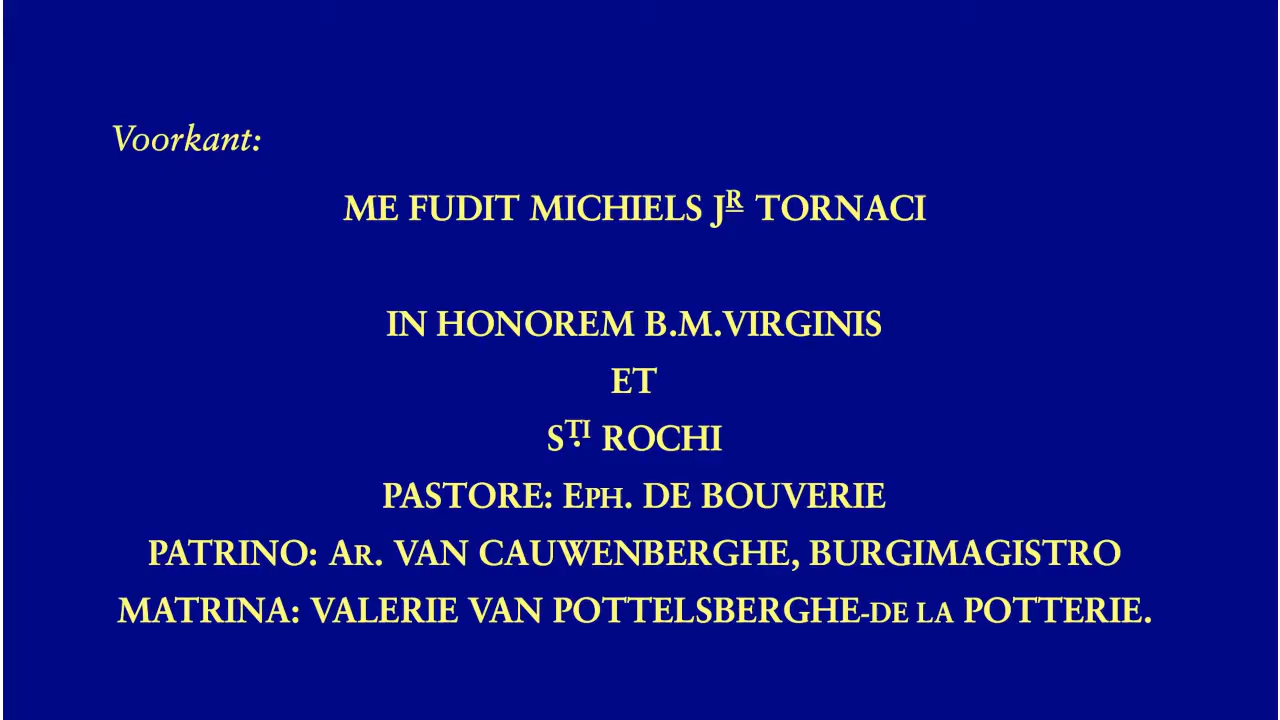 Voorkant:
ME FUDIT MICHIELS Jᴿ TORNACI
IN HONOREM B.M.VIRGINIS
ET
S.ᵀᴵ ROCHI
PASTORE: EPH. DE BOUVERIE
PATRINO: AR. VAN CAUWENBERGHE, BURGIMAGISTRO
MATRINA: VALERIE VAN POTTELSBERGHE-DE LA POTTERIE.